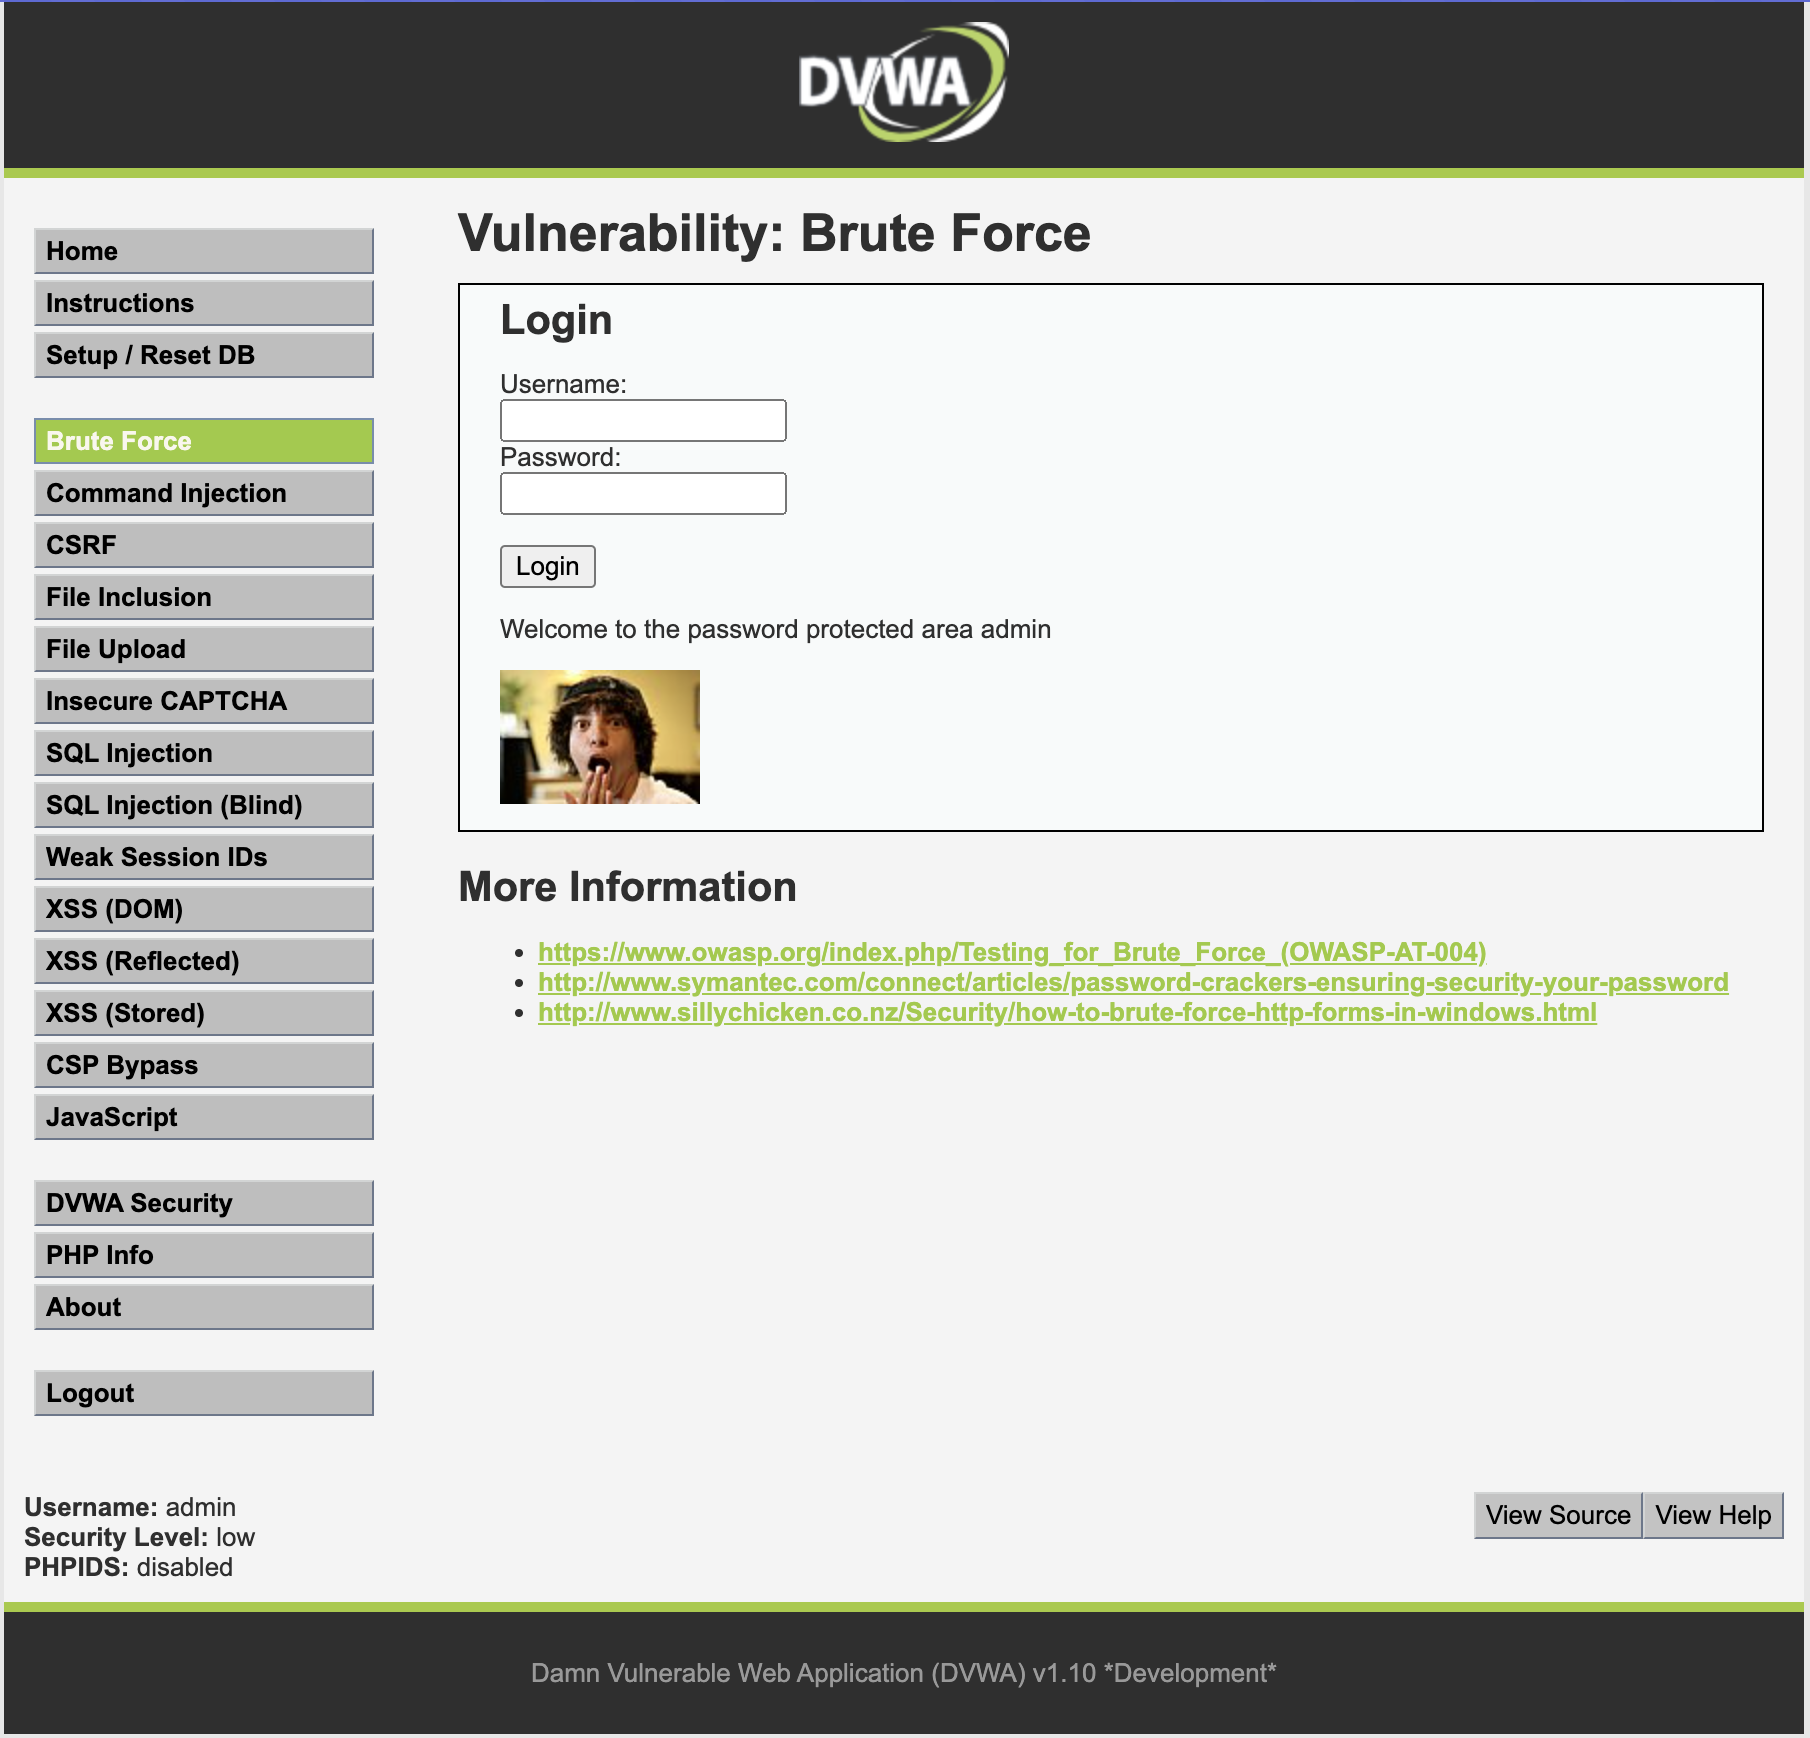 DVWA
Home
Instructions
Setup / Reset DB
Brute Force
Command Injection
CSRF
File Inclusion
File Upload
Insecure CAPTCHA
SQL Injection
SQL Injection (Blind)
Weak Session IDs
XSS (DOM)
XSS (Reflected)
XSS (Stored)
CSP Bypass
JavaScript
DVWA Security
PHP Info
About
Logout
Vulnerability: Brute Force
Login
Username:
Password:
Login
Welcome to the password protected area admin
More Information
• https://www.owasp.org/index.php/Testing_for_Brute_Force_(OWASP-AT-004)
• http://www.symantec.com/connect/articles/password-crackers-ensuring-security-your-password
• http://www.sillychicken.co.nz/Security/how-to-brute-force-http-forms-in-windows.html
Username: admin
Security Level: low
PHPIDS: disabled
View Source View Help
Damn Vulnerable Web Application (DVWA) v1.10 *Development*